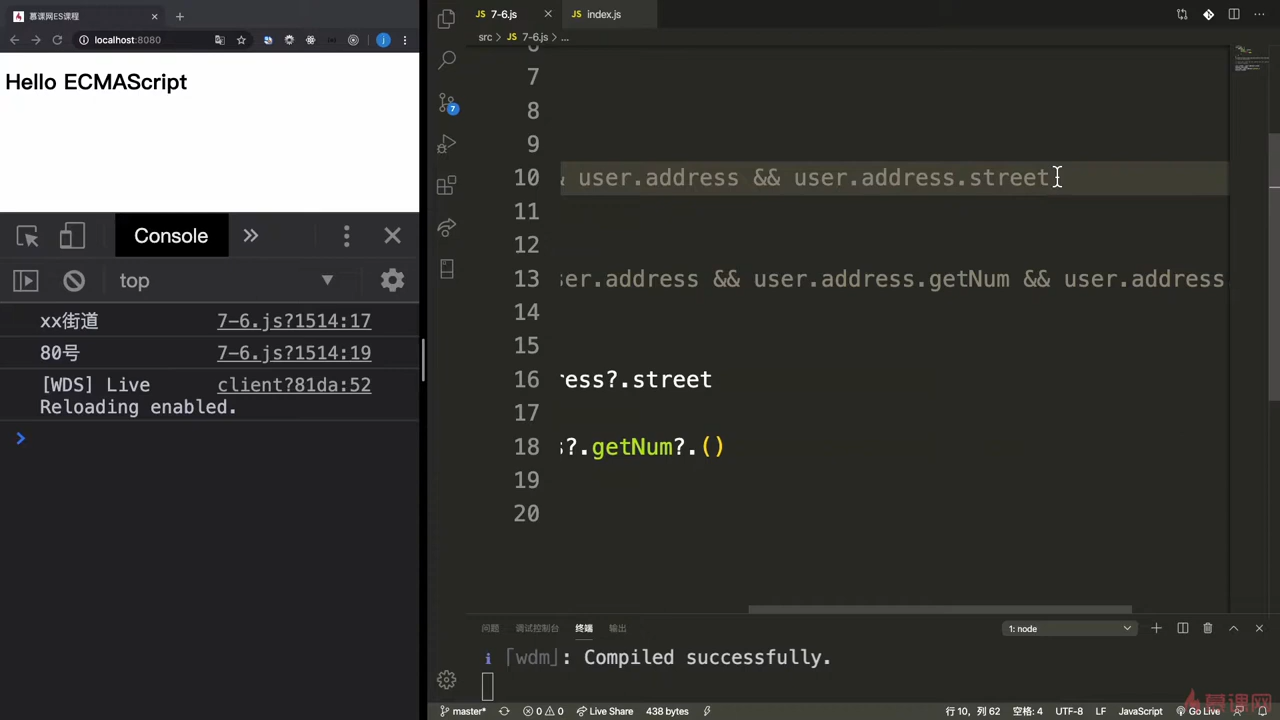 慕课网ES课程
localhost:8080
Hello ECMAScript
Console
top
xx街道 7-6.js?1514:17
80号 7-6.js?1514:19
[WDS] Live client?81da:52
Reloading enabled.
7-6.js
index.js
src › 7-6.js › ...
7
8
9
10 user.address && user.address.street
11
12
13 ser.address && user.address.getNum && user.address
14
15
16 ress?.street
17
18 s?.getNum?.()
19
20
7
问题 调试控制台 终端 输出
1: node
i ｢wdm｣: Compiled successfully.
master* 0 0 Live Share 438 bytes 行 10, 列 62 空格: 4 UTF-8 LF JavaScript Go Live
慕课网